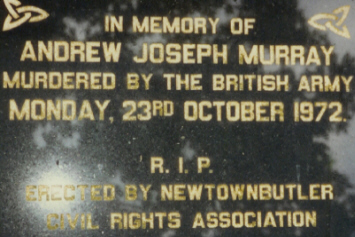 IN MEMORY OF
ANDREW JOSEPH MURRAY
MURDERED BY THE BRITISH ARMY
MONDAY, 23RD OCTOBER 1972.
R. I. P.
ERECTED BY NEWTOWNBUTLER
CIVIL RIGHTS ASSOCIATION